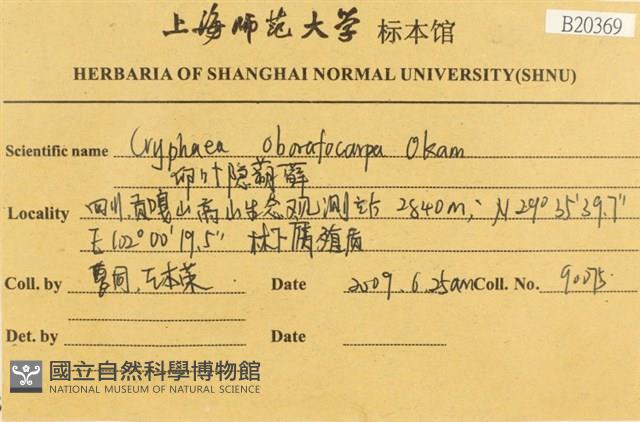 上海师范大学 标本馆
B20369
HERBARIA OF SHANGHAI NORMAL UNIVERSITY(SHNU)
Scientific name Cryphaea obovatocarpa Okam
卵叶隐蒴藓
Locality 四川,贡嘎山高山生态观测站 2840m; N 29°35'39.7"
E 102°00'19.5" 林下腐殖质
Coll. by 曹同,左本荣 Date 2009.6.25am Coll. No. 90075
Det. by Date
國立自然科學博物館
NATIONAL MUSEUM OF NATURAL SCIENCE